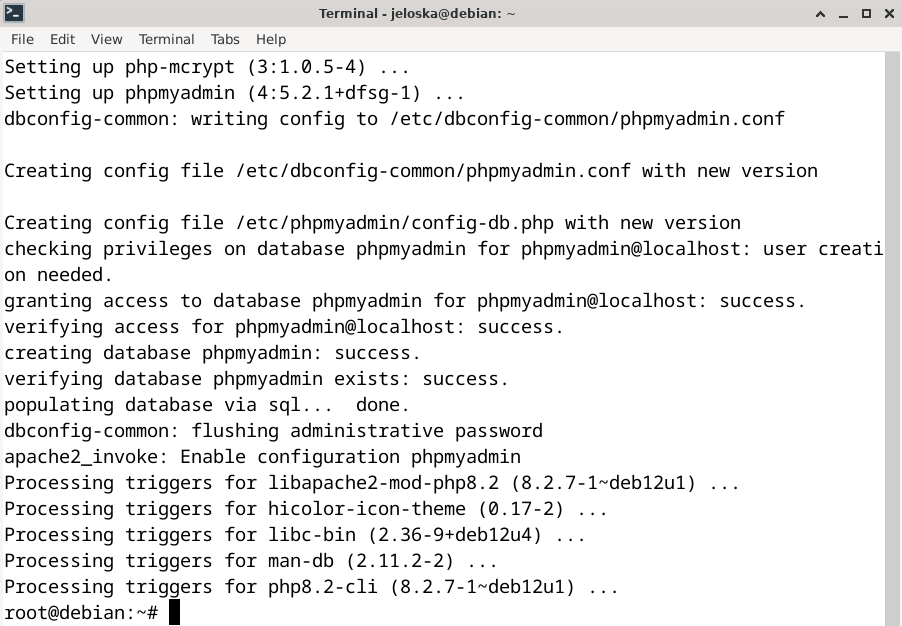 Terminal - jeloska@debian: ~
File Edit View Terminal Tabs Help
Setting up php-mcrypt (3:1.0.5-4) ...
Setting up phpmyadmin (4:5.2.1+dfsg-1) ...
dbconfig-common: writing config to /etc/dbconfig-common/phpmyadmin.conf
Creating config file /etc/dbconfig-common/phpmyadmin.conf with new version
Creating config file /etc/phpmyadmin/config-db.php with new version
checking privileges on database phpmyadmin for phpmyadmin@localhost: user creati
on needed.
granting access to database phpmyadmin for phpmyadmin@localhost: success.
verifying access for phpmyadmin@localhost: success.
creating database phpmyadmin: success.
verifying database phpmyadmin exists: success.
populating database via sql...  done.
dbconfig-common: flushing administrative password
apache2_invoke: Enable configuration phpmyadmin
Processing triggers for libapache2-mod-php8.2 (8.2.7-1~deb12u1) ...
Processing triggers for hicolor-icon-theme (0.17-2) ...
Processing triggers for libc-bin (2.36-9+deb12u4) ...
Processing triggers for man-db (2.11.2-2) ...
Processing triggers for php8.2-cli (8.2.7-1~deb12u1) ...
root@debian:~#